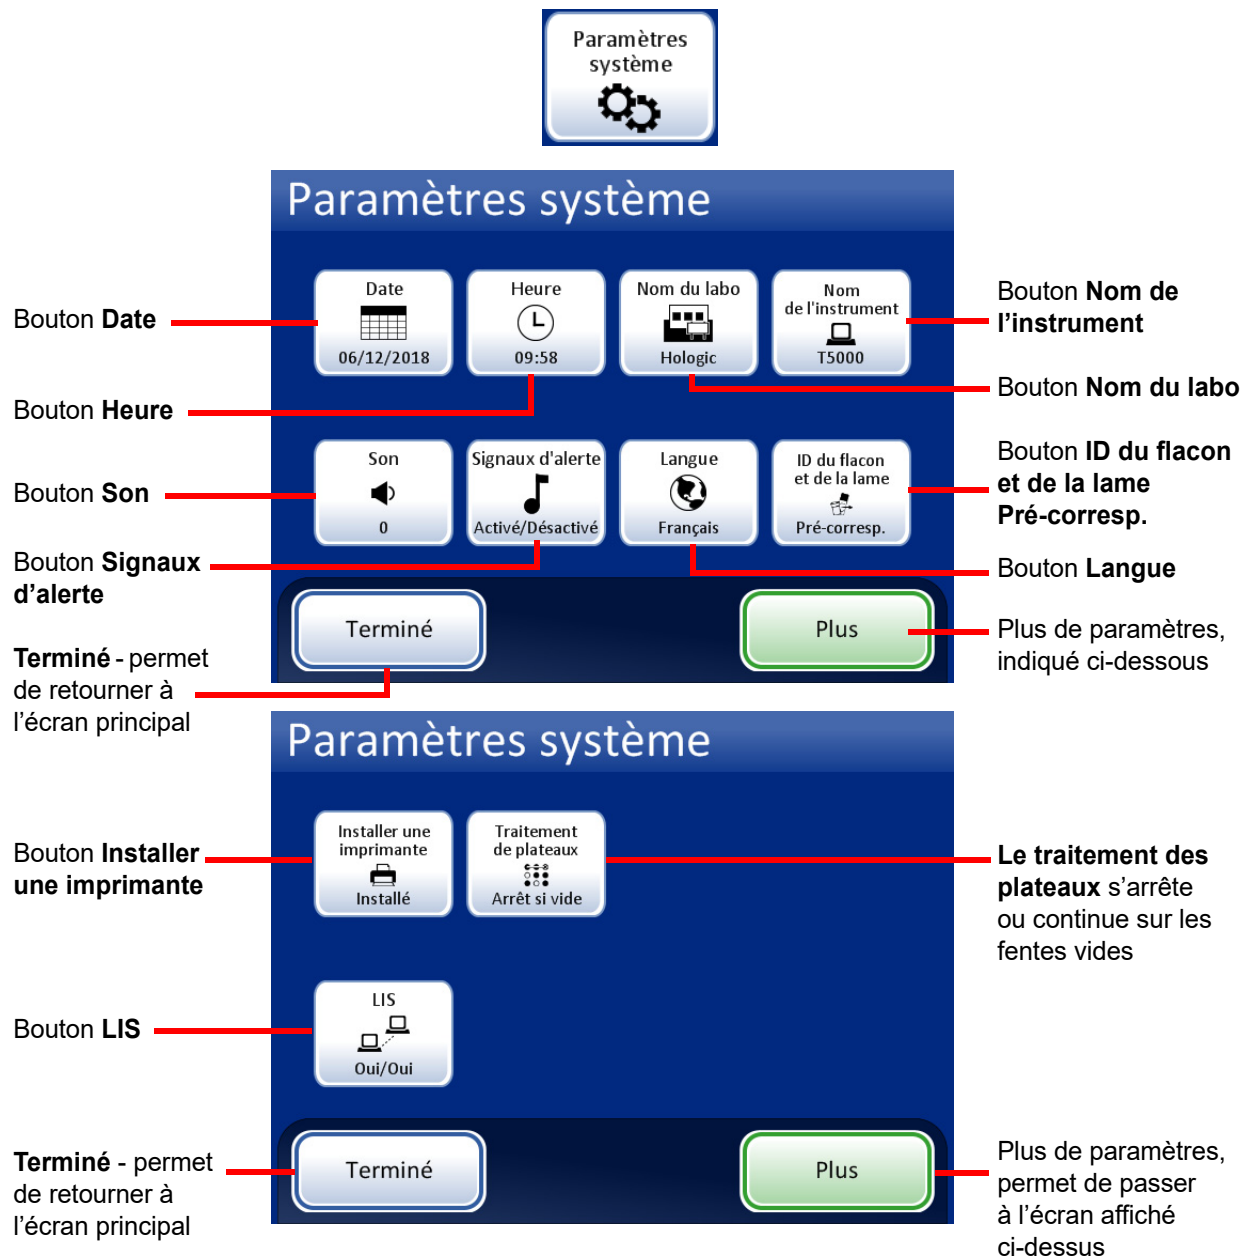 Paramètres
système
Paramètres système
Date
06/12/2018
Heure
09:58
Nom du labo
Hologic
Nom
de l'instrument
T5000
Bouton Date
Bouton Heure
Bouton Nom de
l’instrument
Bouton Nom du labo
Son
0
Signaux d'alerte
Activé/Désactivé
Langue
Français
ID du flacon
et de la lame
Pré-corresp.
Bouton Son
Bouton Signaux
d’alerte
Bouton ID du flacon
et de la lame
Pré-corresp.
Bouton Langue
Terminé
Plus
Terminé - permet
de retourner à
l’écran principal
Plus de paramètres,
indiqué ci-dessous
Paramètres système
Installer une
imprimante
Installé
Traitement
de plateaux
Arrêt si vide
Bouton Installer
une imprimante
Le traitement des
plateaux s’arrête
ou continue sur les
fentes vides
LIS
Oui/Oui
Bouton LIS
Terminé
Plus
Terminé - permet
de retourner à
l’écran principal
Plus de paramètres,
permet de passer
à l’écran affiché
ci-dessus